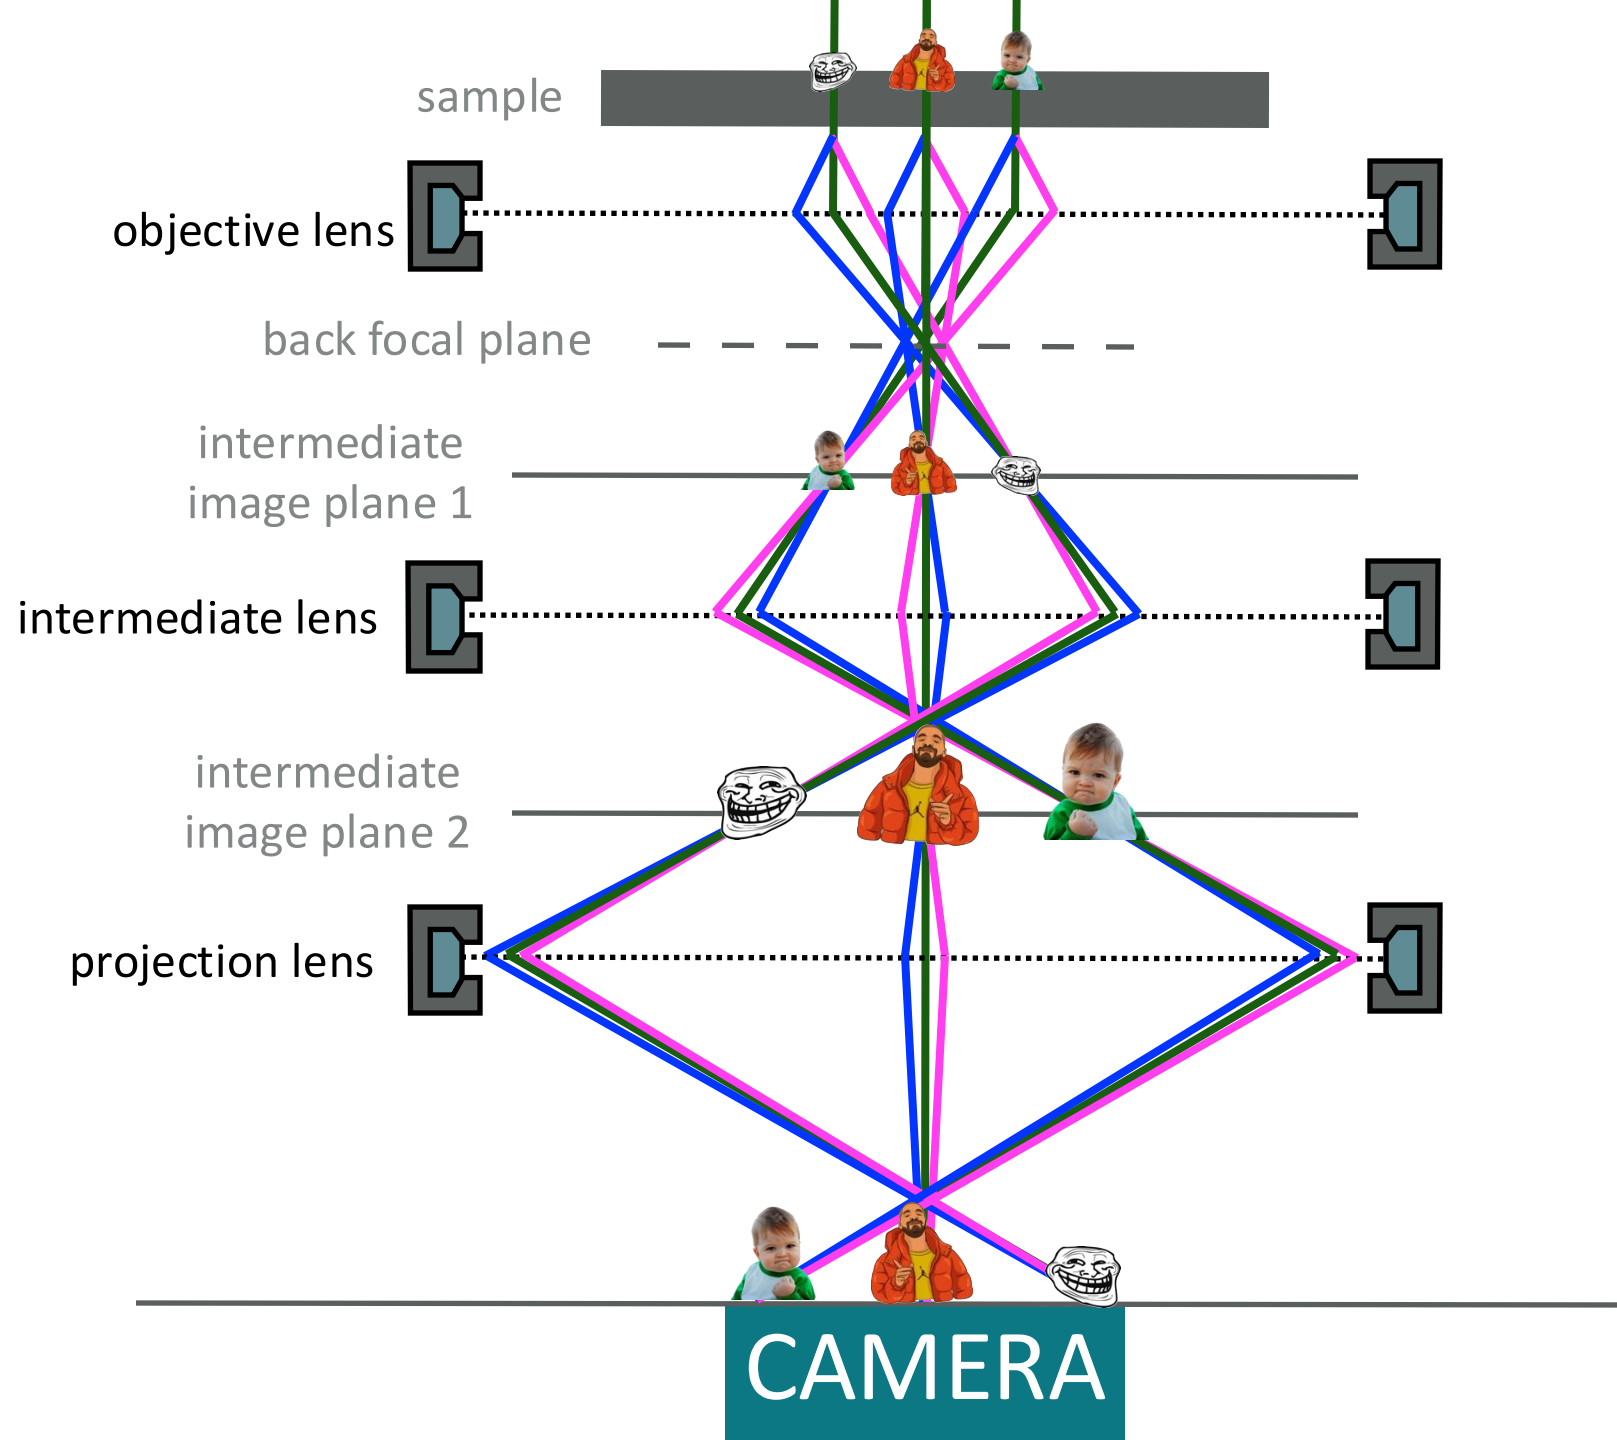 sample
objective lens
back focal plane
intermediate
image plane 1
intermediate lens
intermediate
image plane 2
projection lens
CAMERA